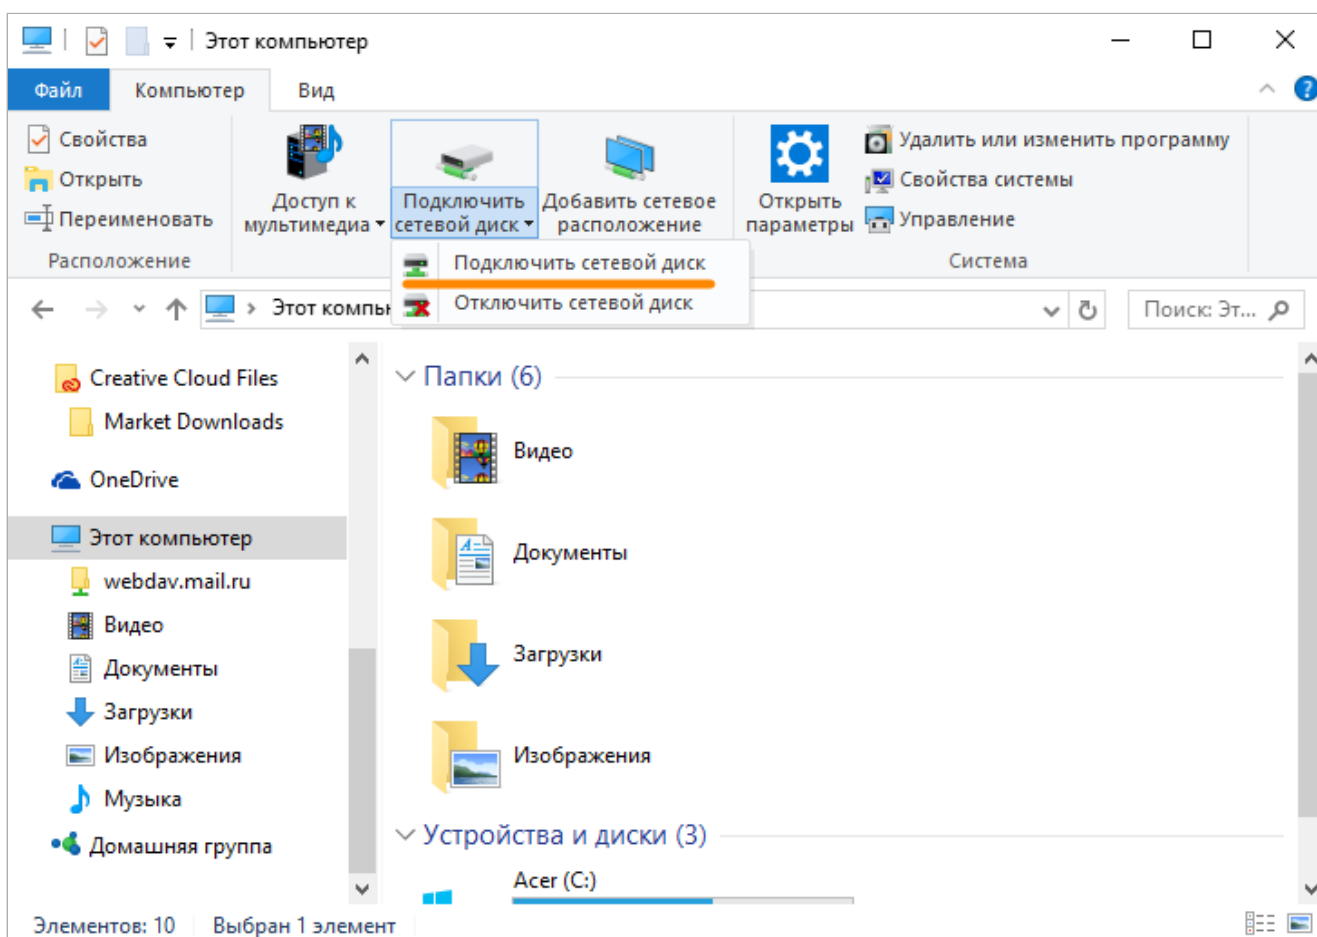 Этот компьютер
Файл Компьютер Вид
Свойства
Открыть
Переименовать
Расположение
Доступ к
мультимедиа
Подключить
сетевой диск
Добавить сетевое
расположение
Открыть
параметры
Удалить или изменить программу
Свойства системы
Управление
Система
Подключить сетевой диск
Отключить сетевой диск
Этот компь
Поиск: Эт...
Creative Cloud Files
Market Downloads
OneDrive
Этот компьютер
webdav.mail.ru
Видео
Документы
Загрузки
Изображения
Музыка
Домашняя группа
Папки (6)
Видео
Документы
Загрузки
Изображения
Устройства и диски (3)
Acer (C:)
Элементов: 10 Выбран 1 элемент